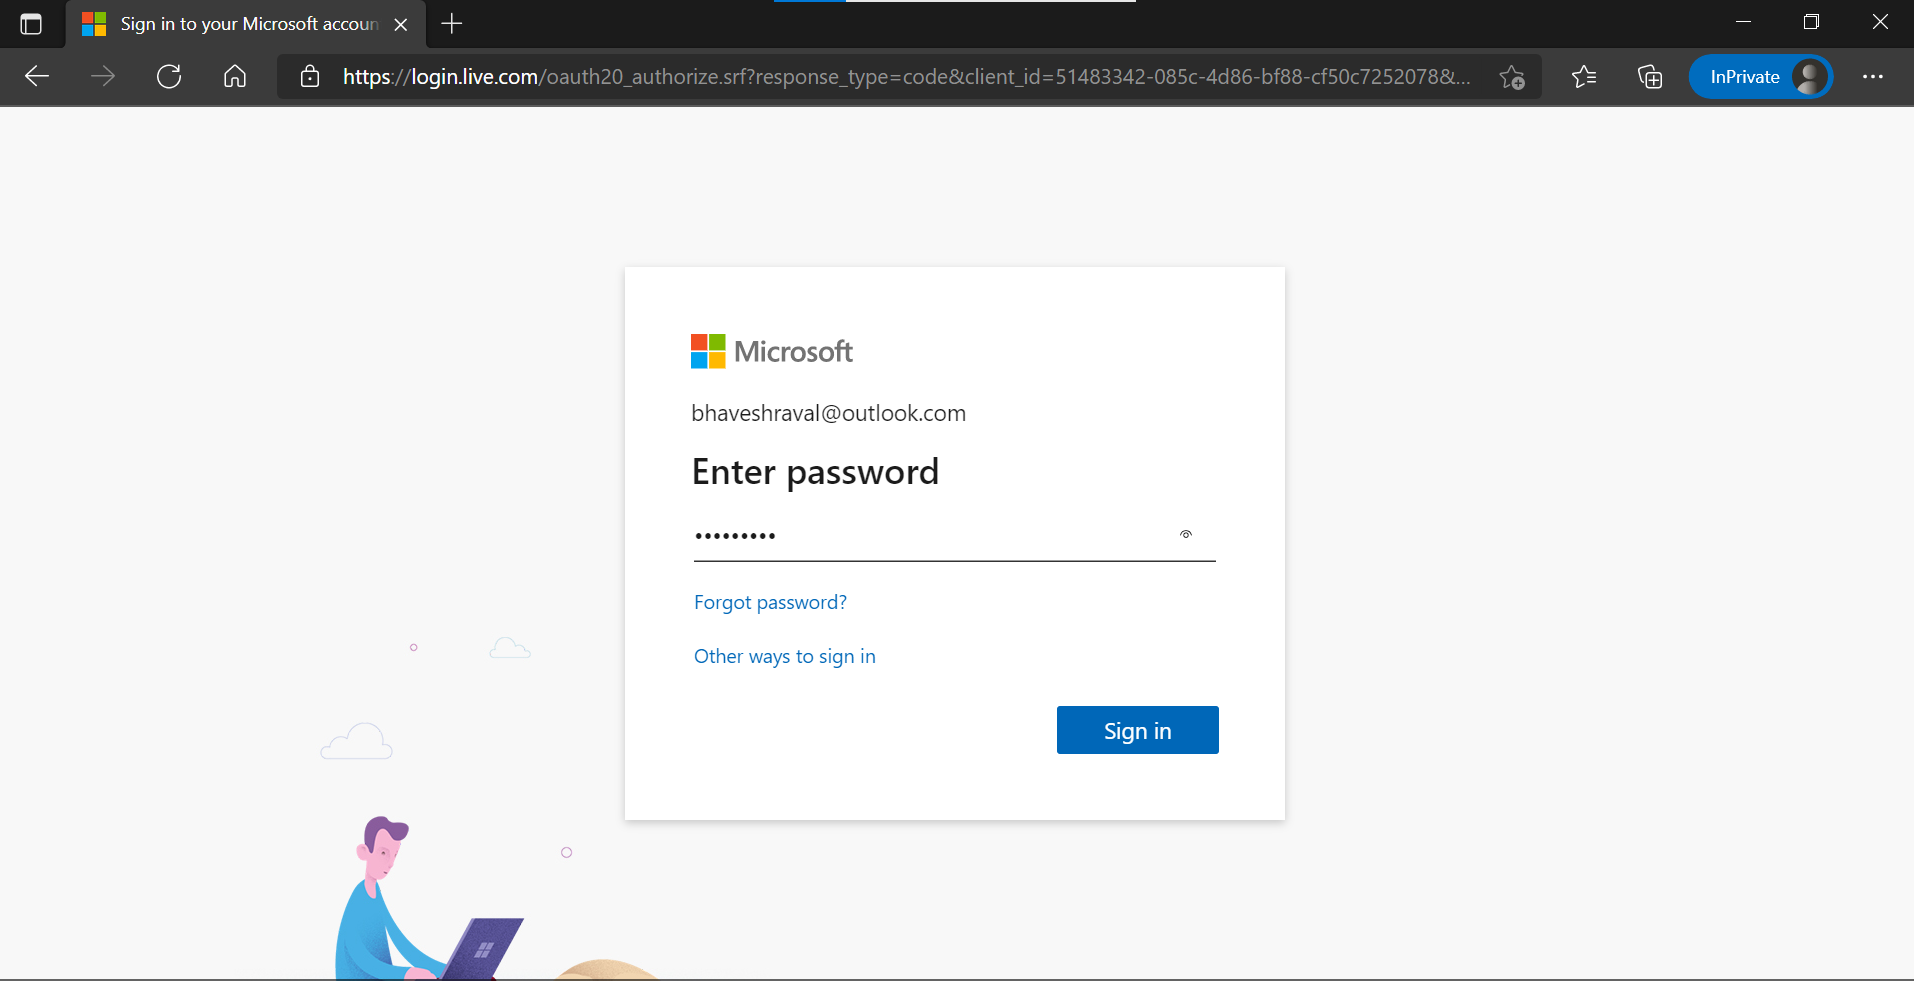 Sign in to your Microsoft accoun
https://login.live.com/oauth20_authorize.srf?response_type=code&client_id=51483342-085c-4d86-bf88-cf50c7252078&...
InPrivate
Microsoft
bhaveshraval@outlook.com
Enter password
•••••••••
Forgot password?
Other ways to sign in
Sign in